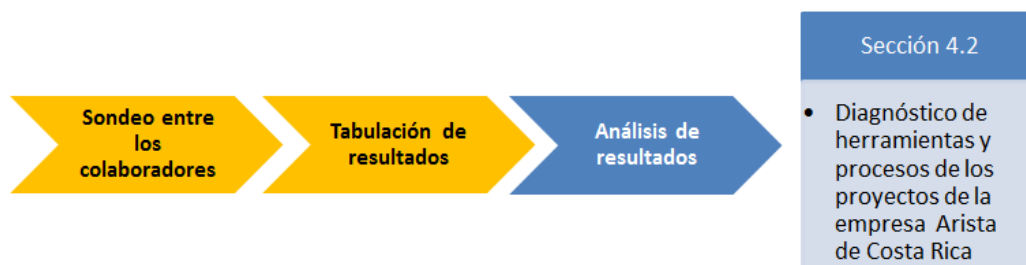 Sondeo entre
los
colaboradores
Tabulación de
resultados
Análisis de
resultados
Sección 4.2
• Diagnóstico de
herramientas y
procesos de los
proyectos de la
empresa Arista
de Costa Rica